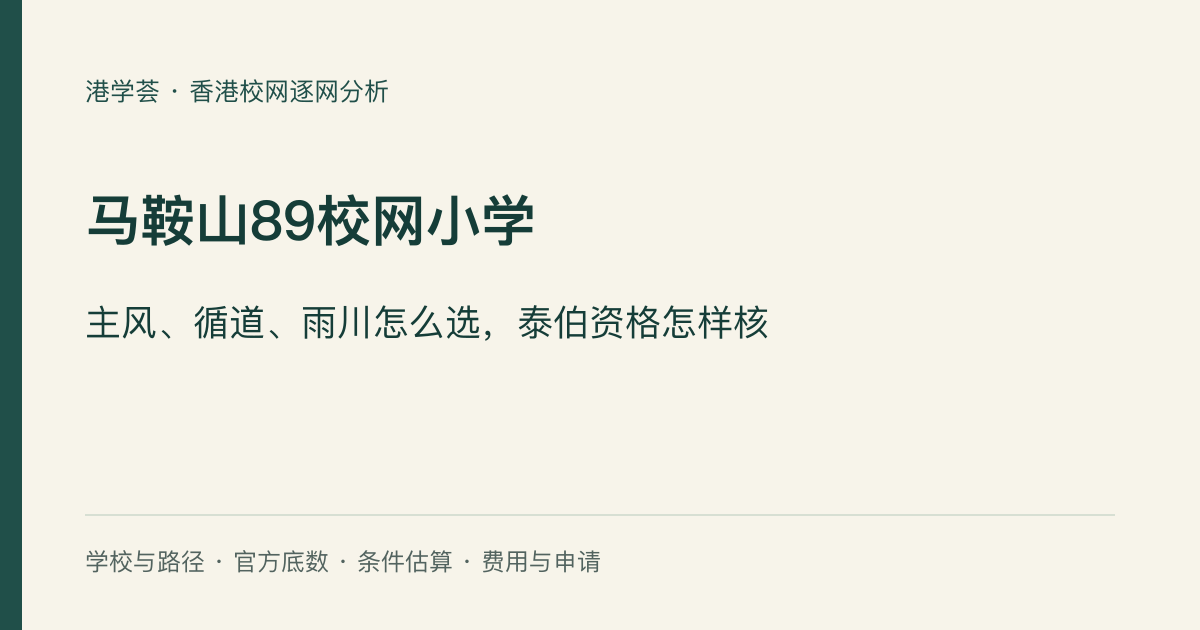 港学荟 · 香港校网逐网分析
马鞍山89校网小学
主风、循道、雨川怎么选，泰伯资格怎样核
学校与路径 · 官方底数 · 条件估算 · 费用与申请